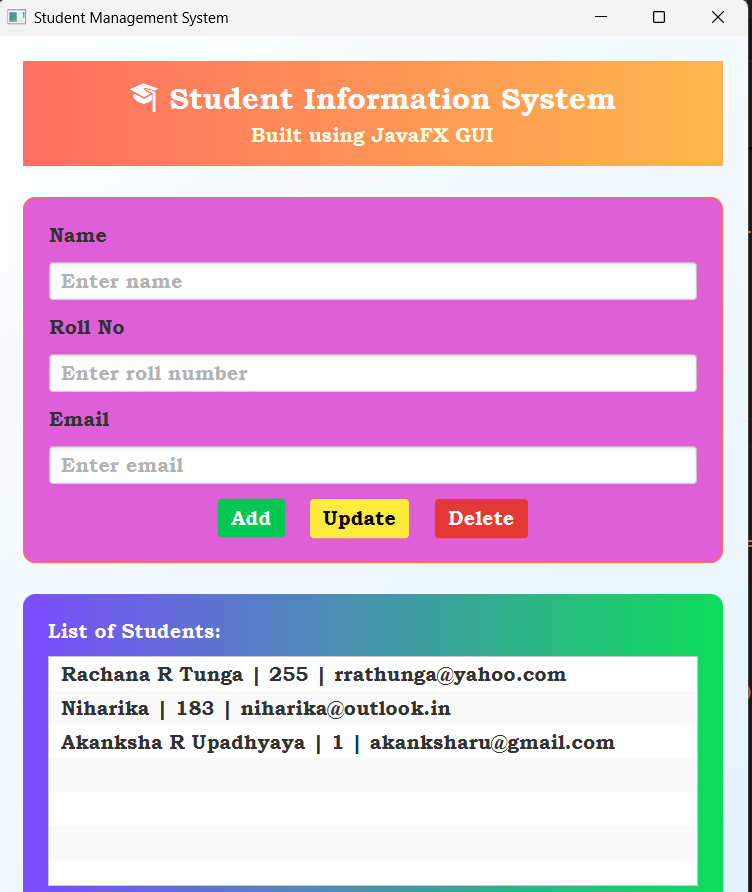 Student Management System
Student Information System
Built using JavaFX GUI
Name
Enter name
Roll No
Enter roll number
Email
Enter email
Add Update Delete
List of Students:
Rachana R Tunga | 255 | rrathunga@yahoo.com
Niharika | 183 | niharika@outlook.in
Akanksha R Upadhyaya | 1 | akanksharu@gmail.com